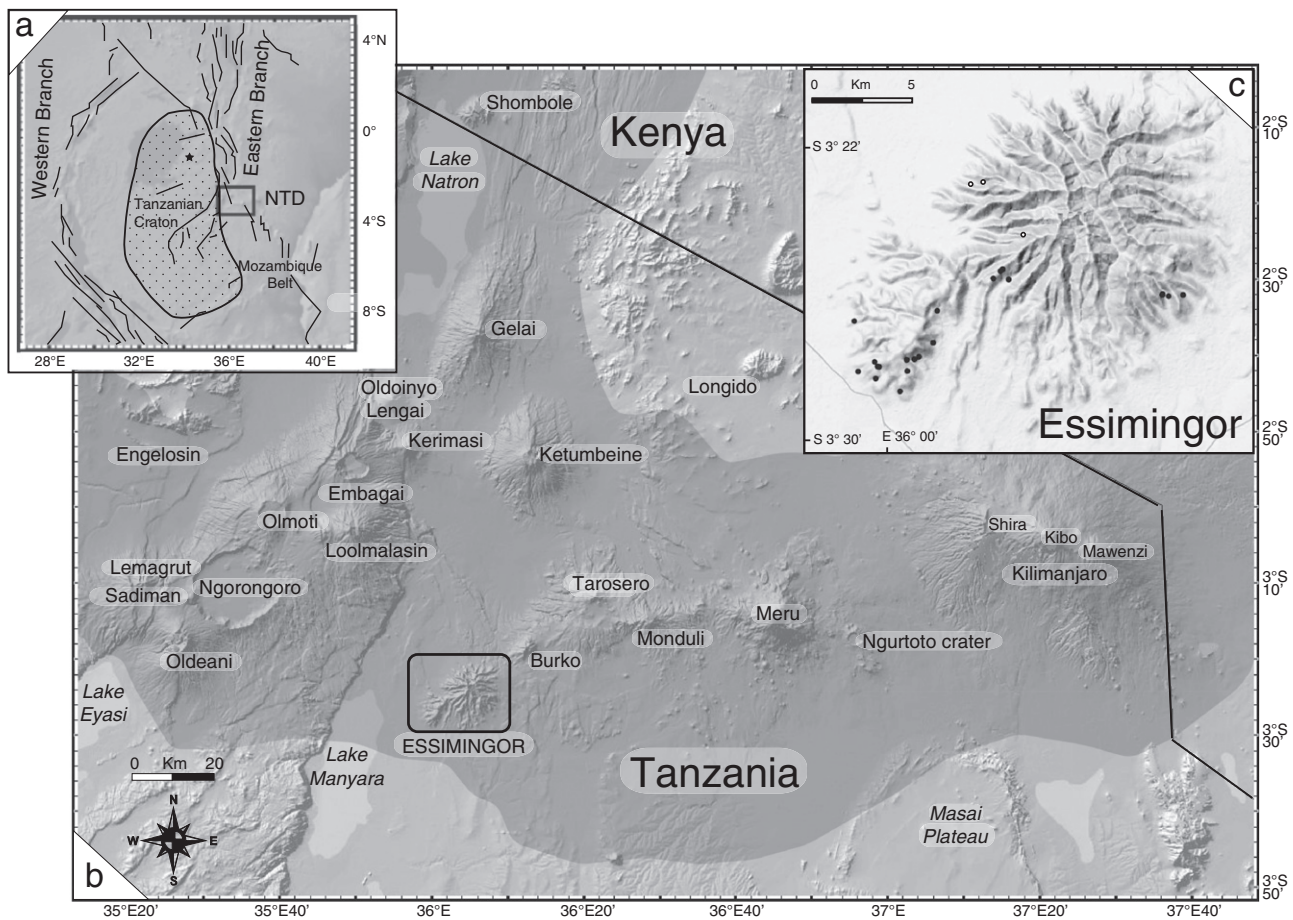 a
Western Branch
Eastern Branch
Tanzanian
Craton
NTD
Mozambique
Belt
4°N
0°
4°S
8°S
28°E
32°E
36°E
40°E
b
Shombole
Kenya
Lake
Natron
Gelai
Longido
Oldoinyo
Lengai
Kerimasi
Ketumbeine
Engelosin
Embagai
Olmoti
Loolmalasin
Lemagrut
Sadiman
Ngorongoro
Oldeani
Tarosero
Meru
Monduli
Burko
Ngurtoto crater
Shira
Kibo
Mawenzi
Kilimanjaro
Lake
Eyasi
ESSIMINGOR
Lake
Manyara
Tanzania
Masai
Plateau
0 Km 20
N
W
E
S
35°E20'
35°E40'
36°E
36°E20'
36°E40'
37°E
37°E20'
37°E40'
2°S
10'
2°S
30'
2°S
50'
3°S
10'
3°S
30'
3°S
50'
c
0 Km 5
S 3° 22'
S 3° 30'
E 36° 00'
Essimingor